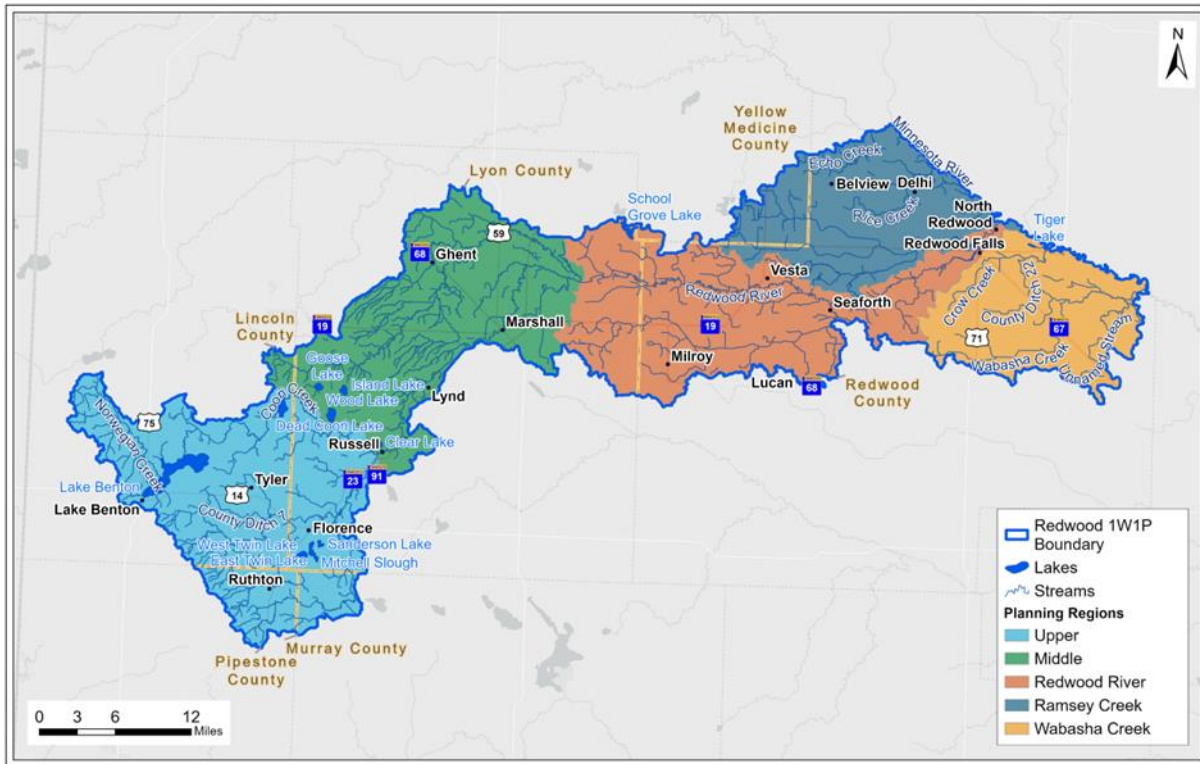 N
Yellow
Medicine
County
Echo Creek
Minnesota River
Belview
Delhi
Rice Creek
North
Redwood
Redwood Falls
Tiger
Lake
Lyon County
School
Grove Lake
59
68
Ghent
Vesta
Redwood River
Seaforth
Crow Creek
County Ditch 22
67
71
Wabasha Creek
Unnamed-Stream
Lincoln
County
19
Marshall
19
Milroy
Lucan
68
Redwood
County
Goose
Lake
Island Lake
Wood Lake
Coon Creek
Lynd
Dead Coon Lake
Russell
Clear Lake
Norwegian Creek
75
Tyler
23
91
14
Lake Benton
Lake Benton
County Ditch 7
Florence
West Twin Lake
Sanderson Lake
East Twin Lake
Mitchell Slough
Ruthton
Murray County
Pipestone
County
0 3 6 12
Miles
Redwood 1W1P
Boundary
Lakes
Streams
Planning Regions
Upper
Middle
Redwood River
Ramsey Creek
Wabasha Creek